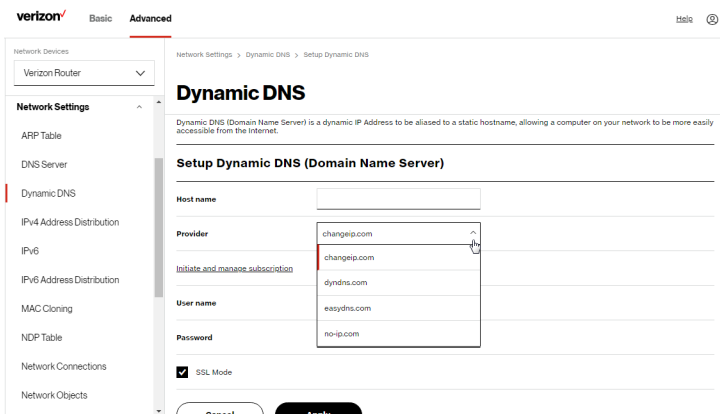 verizon
Basic
Advanced
Help
Network Devices
Verizon Router
Network Settings
ARP Table
DNS Server
Dynamic DNS
IPv4 Address Distribution
IPv6
IPv6 Address Distribution
MAC Cloning
NDP Table
Network Connections
Network Objects
Network Settings > Dynamic DNS > Setup Dynamic DNS
Dynamic DNS
Dynamic DNS (Domain Name Server) is a dynamic IP Address to be aliased to a static hostname, allowing a computer on your network to be more easily
accessible from the Internet.
Setup Dynamic DNS (Domain Name Server)
Host name
Provider
changeip.com
changeip.com
dyndns.com
easydns.com
no-ip.com
Initiate and manage subscription
User name
Password
SSL Mode
Cancel
Apply